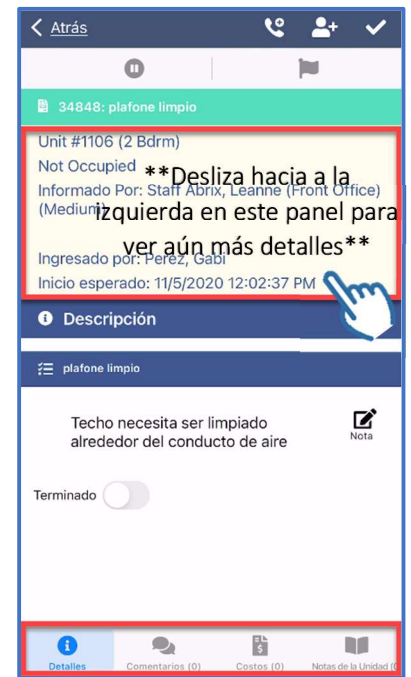 Atrás
34848: plafone limpio
Unit #1106 (2 Bdrm)
Not Occupied
Informado Por: Staff Abrix, Leanne (Front Office)
(Medium)
**Desliza hacia a la
izquierda en este panel para
ver aún más detalles**
Ingresado por: Perez, Gabi
Inicio esperado: 11/5/2020 12:02:37 PM
Descripción
plafone limpio
Techo necesita ser limpiado
alrededor del conducto de aire
Nota
Terminado
Detalles Comentarios (0) Costos (0) Notas de la Unidad (0